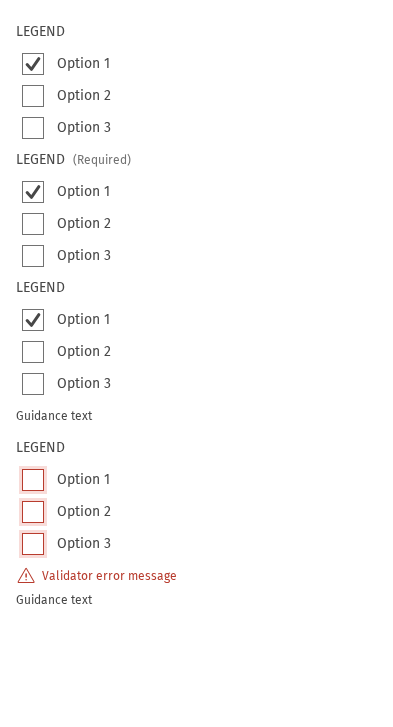 LEGEND
Option 1
Option 2
Option 3
LEGEND (Required)
Option 1
Option 2
Option 3
LEGEND
Option 1
Option 2
Option 3
Guidance text
LEGEND
Option 1
Option 2
Option 3
Validator error message
Guidance text